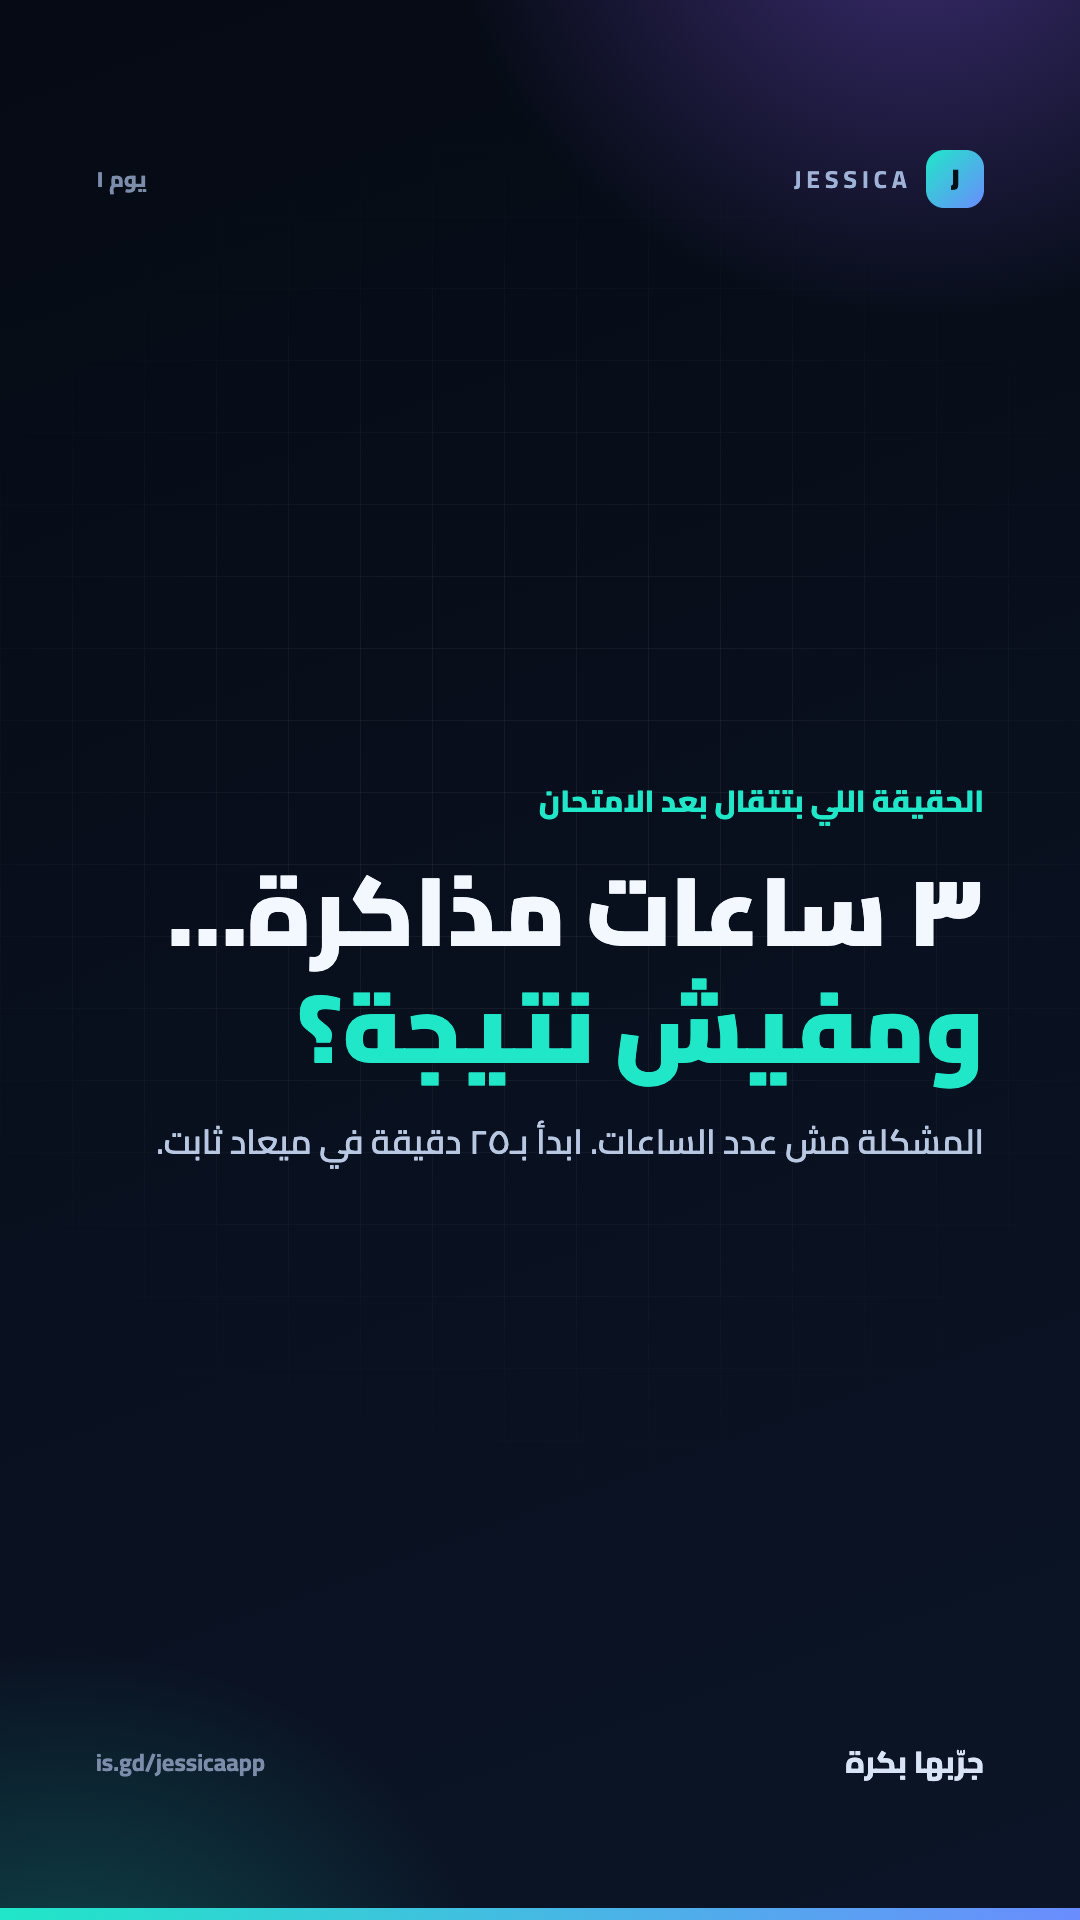 J JESSICA
يوم ١
الحقيقة اللي بتتقال بعد الامتحان
٣ ساعات مذاكرة...
ومفيش نتيجة؟
المشكلة مش عدد الساعات. ابدأ بـ٢٥ دقيقة في ميعاد ثابت.
جرّبها بكرة
is.gd/jessicaapp